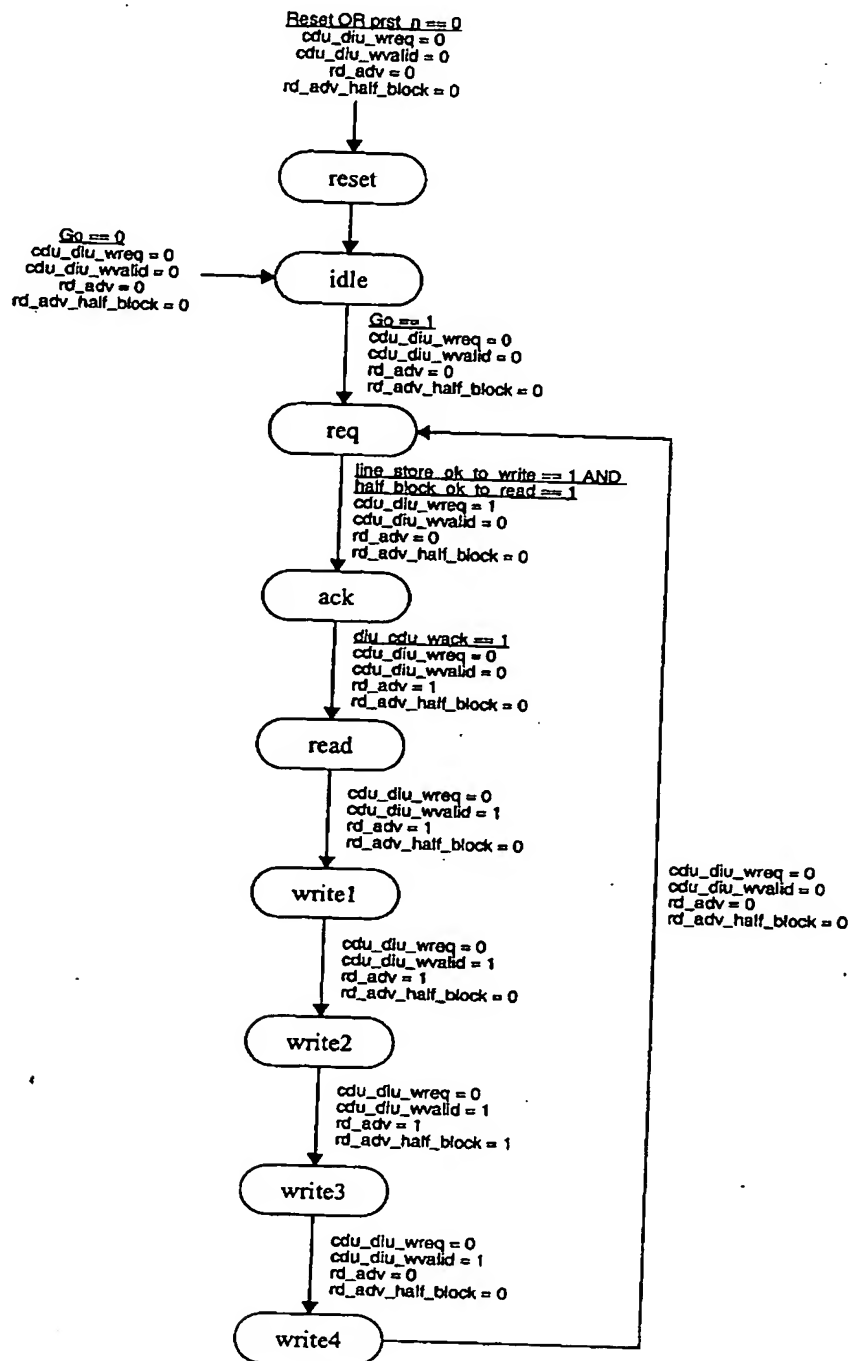 Reset OR prst_n == 0
cdu_diu_wreq = 0
cdu_diu_wvalid = 0
rd_adv = 0
rd_adv_half_block = 0
reset
Go == 0
cdu_diu_wreq = 0
cdu_diu_wvalid = 0
rd_adv = 0
rd_adv_half_block = 0
idle
Go == 1
cdu_diu_wreq = 0
cdu_diu_wvalid = 0
rd_adv = 0
rd_adv_half_block = 0
req
line_store_ok_to_write == 1 AND
half_block_ok_to_read == 1
cdu_diu_wreq = 1
cdu_diu_wvalid = 0
rd_adv = 0
rd_adv_half_block = 0
ack
diu_cdu_wack == 1
cdu_diu_wreq = 0
cdu_diu_wvalid = 0
rd_adv = 1
rd_adv_half_block = 0
read
cdu_diu_wreq = 0
cdu_diu_wvalid = 1
rd_adv = 1
rd_adv_half_block = 0
cdu_diu_wreq = 0
cdu_diu_wvalid = 0
rd_adv = 0
rd_adv_half_block = 0
write1
cdu_diu_wreq = 0
cdu_diu_wvalid = 1
rd_adv = 1
rd_adv_half_block = 0
write2
cdu_diu_wreq = 0
cdu_diu_wvalid = 1
rd_adv = 1
rd_adv_half_block = 1
write3
cdu_diu_wreq = 0
cdu_diu_wvalid = 1
rd_adv = 0
rd_adv_half_block = 0
write4